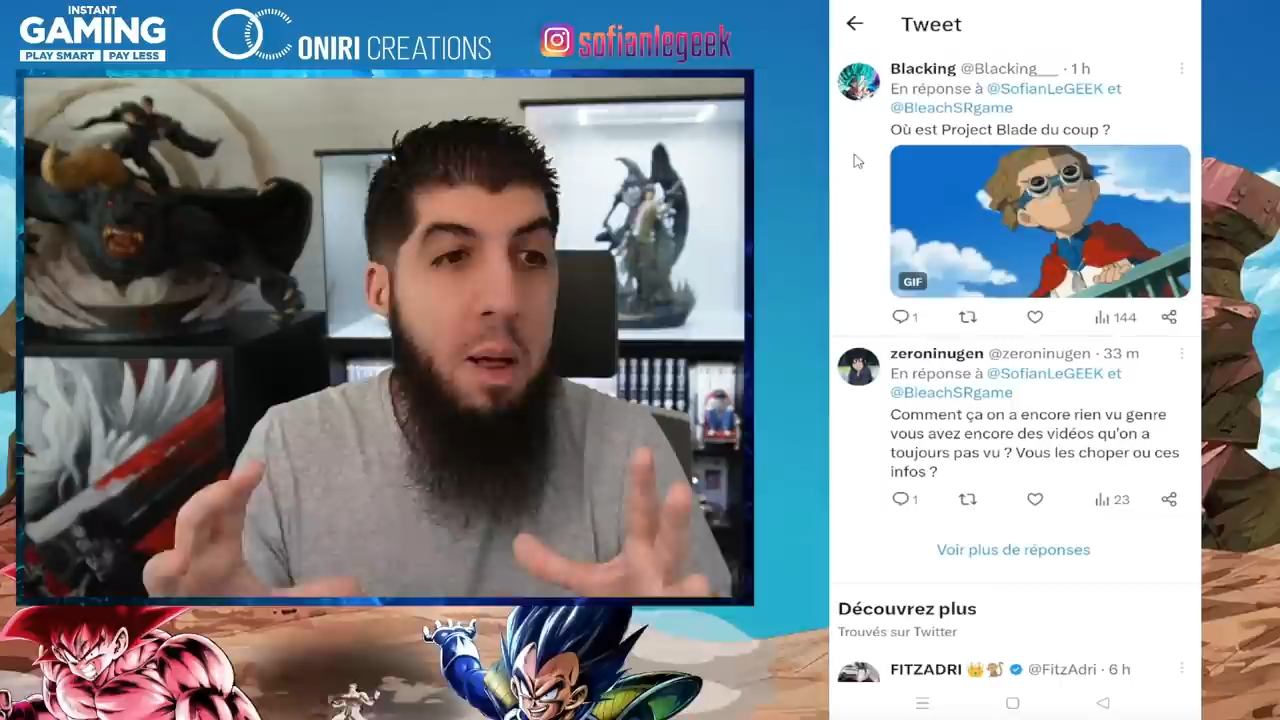 INSTANT
GAMING
PLAY SMART PAY LESS
ONIRI CREATIONS
sofianlegeek
Tweet
Blacking @Blacking___ · 1 h
En réponse à @SofianLeGEEK et
@BleachSRgame
Où est Project Blade du coup ?
GIF
1 144
zeroninugen @zeroninugen · 33 m
En réponse à @SofianLeGEEK et
@BleachSRgame
Comment ça on a encore rien vu genre
vous avez encore des vidéos qu'on a
toujours pas vu ? Vous les choper ou ces
infos ?
1 23
Voir plus de réponses
Découvrez plus
Trouvés sur Twitter
FITZADRI @FitzAdri · 6 h